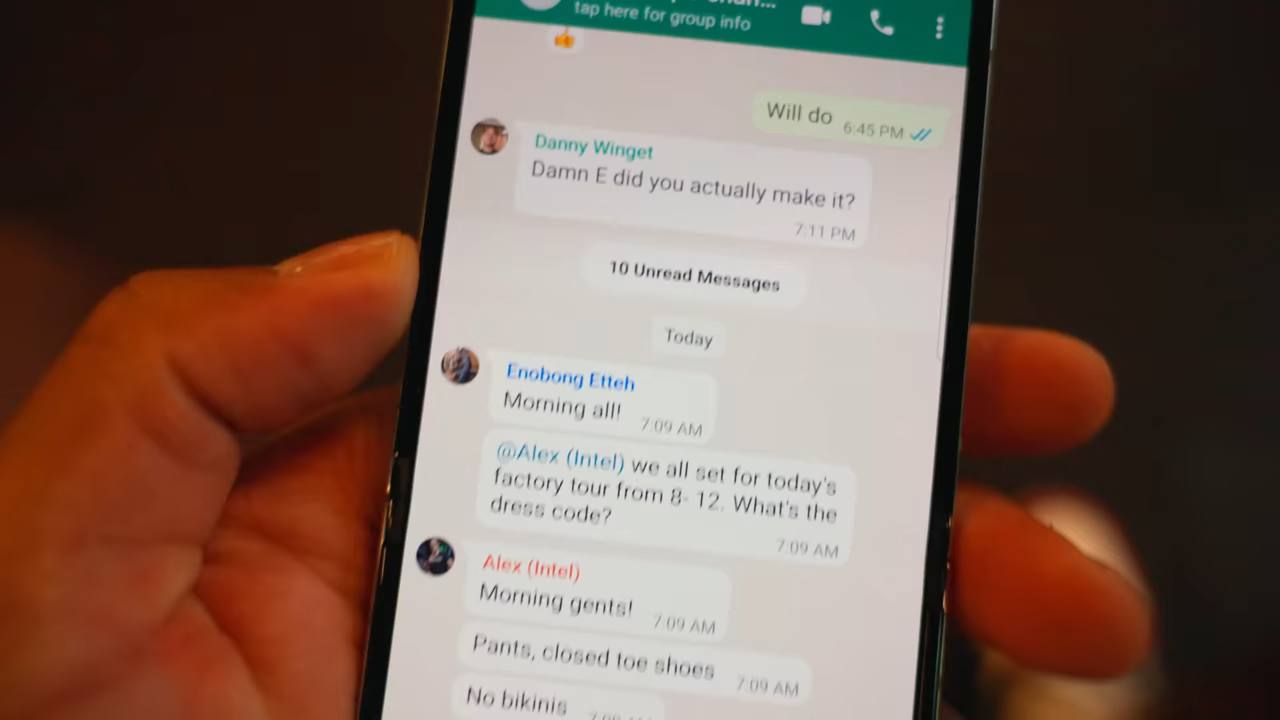 tap here for group info
👍
Will do
6:45 PM
Danny Winget
Damn E did you actually make it?
7:11 PM
10 Unread Messages
Today
Enobong Etteh
Morning all!
7:09 AM
@Alex (Intel) we all set for today's
factory tour from 8- 12. What's the
dress code?
7:09 AM
Alex (Intel)
Morning gents!
7:09 AM
Pants, closed toe shoes
7:09 AM
No bikinis